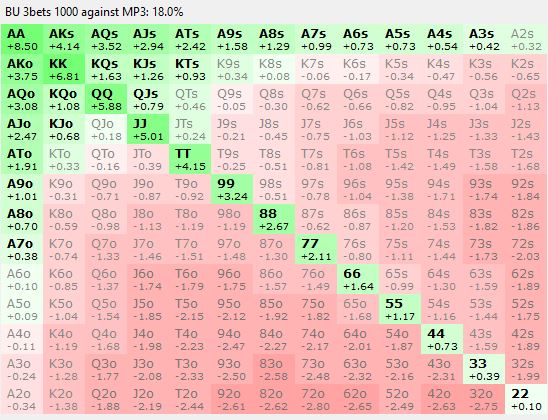 BU 3bets 1000 against MP3: 18.0%
AA AKs AQs AJs ATs A9s A8s A7s A6s A5s A4s A3s A2s
+8.50 +4.14 +3.52 +2.94 +2.42 +1.58 +1.29 +0.99 +0.73 +0.73 +0.54 +0.42 +0.32
AKo KK KQs KJs KTs K9s K8s K7s K6s K5s K4s K3s K2s
+3.75 +6.81 +1.63 +1.26 +0.93 +0.34 +0.08 -0.06 -0.17 -0.34 -0.47 -0.56 -0.65
AQo KQo QQ QJs QTs Q9s Q8s Q7s Q6s Q5s Q4s Q3s Q2s
+3.08 +1.08 +5.88 +0.79 +0.46 -0.05 -0.30 -0.62 -0.66 -0.82 -0.95 -1.04 -1.13
AJo KJo QJo JJ JTs J9s J8s J7s J6s J5s J4s J3s J2s
+2.47 +0.68 +0.18 +5.01 +0.24 -0.21 -0.45 -0.75 -1.03 -1.12 -1.25 -1.33 -1.43
ATo KTo QTo JTo TT T9s T8s T7s T6s T5s T4s T3s T2s
+1.91 +0.33 -0.16 -0.39 +4.15 -0.25 -0.51 -0.81 -1.08 -1.42 -1.49 -1.58 -1.68
A9o K9o Q9o J9o T9o 99 98s 97s 96s 95s 94s 93s 92s
+1.01 -0.31 -0.71 -0.87 -0.92 +3.24 -0.51 -0.78 -1.04 -1.38 -1.71 -1.74 -1.84
A8o K8o Q8o J8o T8o 98o 88 87s 86s 85s 84s 83s 82s
+0.70 -0.59 -0.98 -1.13 -1.19 -1.19 +2.67 -0.62 -0.87 -1.20 -1.53 -1.82 -1.86
A7o K7o Q7o J7o T7o 97o 87o 77 76s 75s 74s 73s 72s
+0.38 -0.74 -1.33 -1.46 -1.51 -1.48 -1.30 +2.11 -0.80 -1.11 -1.44 -1.73 -2.03
A6o K6o Q6o J6o T6o 96o 86o 76o 66 65s 64s 63s 62s
+0.10 -0.85 -1.37 -1.74 -1.79 -1.75 -1.57 -1.49 +1.64 -0.99 -1.30 -1.59 -1.89
A5o K5o Q5o J5o T5o 95o 85o 75o 65o 55 54s 53s 52s
+0.09 -1.04 -1.54 -1.85 -2.15 -2.12 -1.92 -1.82 -1.68 +1.17 -1.16 -1.44 -1.75
A4o K4o Q4o J4o T4o 94o 84o 74o 64o 54o 44 43s 42s
-0.11 -1.19 -1.68 -1.98 -2.23 -2.47 -2.27 -2.17 -2.01 -1.87 +0.73 -1.59 -1.89
A3o K3o Q3o J3o T3o 93o 83o 73o 63o 53o 43o 33 32s
-0.24 -1.28 -1.77 -2.08 -2.33 -2.50 -2.58 -2.48 -2.32 -2.16 -2.31 +0.39 -1.99
A2o K2o Q2o J2o T2o 92o 82o 72o 62o 52o 42o 32o 22
-0.34 -1.38 -1.88 -2.19 -2.44 -2.61 -2.62 -2.80 -2.65 -2.49 -2.63 -2.75 +0.10